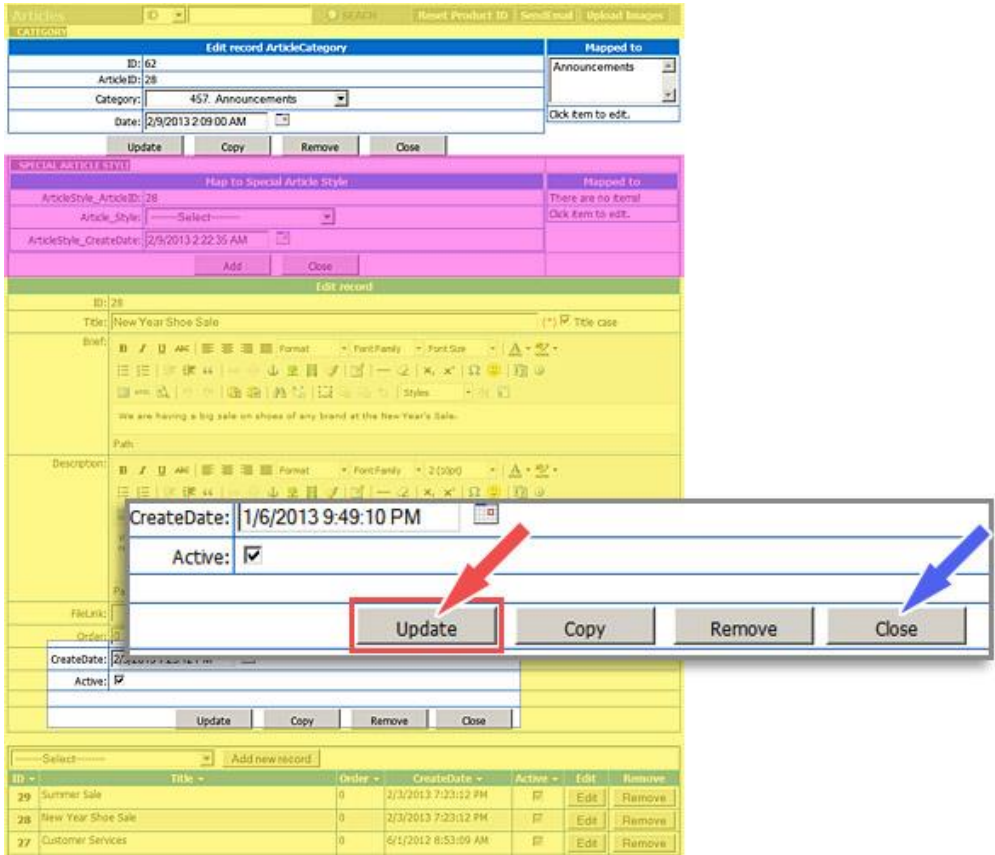 Articles ID SEARCH Reset Product ID SendEmail Upload Images
CATEGORY
Edit record ArticleCategory Mapped to
ID: 62 Announcements
ArticleID: 28
Category: 457. Announcements
Click item to edit.
Date: 2/9/2013 2:09:00 AM
Update Copy Remove Close
SPECIAL ARTICLE STYLE
Map to Special Article Style Mapped to
ArticleStyle_ArticleID: 28 There are no items!
Article_Style: -----Select----- Click item to edit.
ArticleStyle_CreateDate: 2/9/2013 2:22:35 AM
Add Close
Edit record
ID: 28
Title: New Year Shoe Sale (*) Title case
Brief: B I U ABC Format Font Family Font Size
Styles
We are having a big sale on shoes of any brand at the New Year's Sale.
Path:
Description: B I U ABC Format Font Family 2 (10pt)
CreateDate: 1/6/2013 9:49:10 PM
Active:
Update Copy Remove Close
FileLink:
Order: 0
CreateDate:
Active:
Update Copy Remove Close
-----Select----- Add new record
ID Title Order CreateDate Active Edit Remove
29 Summer Sale 0 2/3/2013 7:23:12 PM Edit Remove
28 New Year Shoe Sale 0 2/3/2013 7:23:12 PM Edit Remove
27 Customer Services 0 6/1/2012 8:53:09 AM Edit Remove